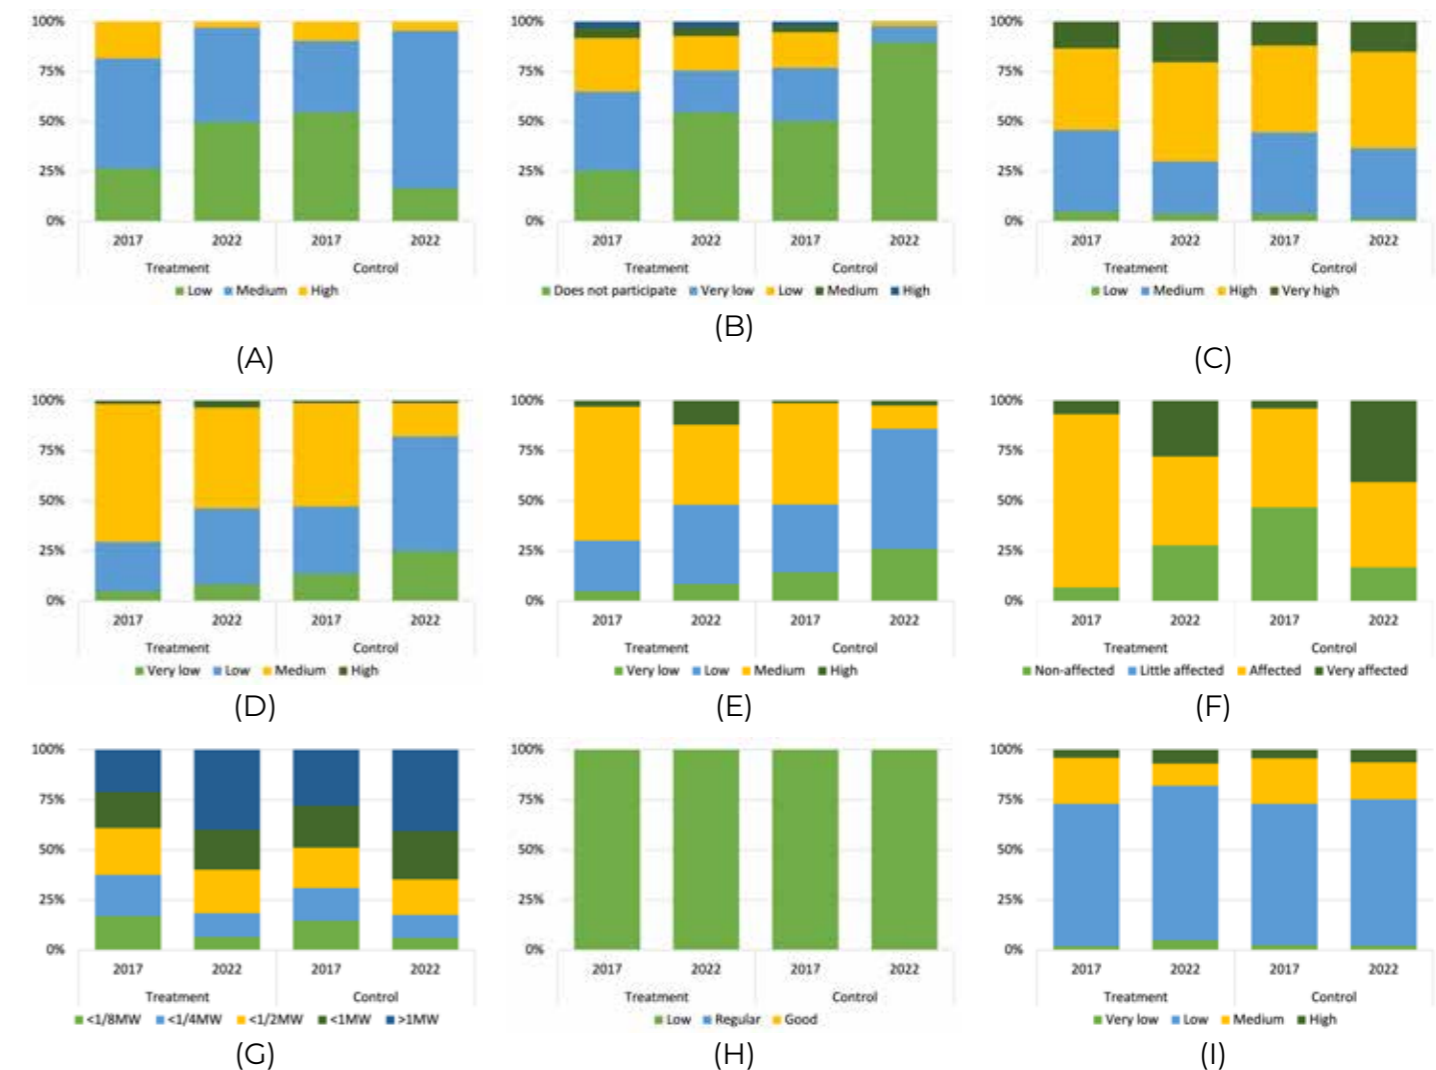 100% 100% 100%
75% 75% 75%
50% 50% 50%
25% 25% 25%
0% 0% 0%
2017 2022 2017 2022 2017 2022 2017 2022 2017 2022 2017 2022
Treatment Control Treatment Control Treatment Control
Low Medium High Does not participate Very low Low Medium High Low Medium High Very high
(B)
(A) (C)
100% 100% 100%
75% 75% 75%
50% 50% 50%
25% 25% 25%
0% 0% 0%
2017 2022 2017 2022 2017 2022 2017 2022 2017 2022 2017 2022
Treatment Control Treatment Control Treatment Control
Very low Low Medium High Very low Low Medium High Non-affected Little affected Affected Very affected
(D) (E) (F)
100% 100% 100%
75% 75% 75%
50% 50% 50%
25% 25% 25%
0% 0% 0%
2017 2022 2017 2022 2017 2022 2017 2022 2017 2022 2017 2022
Treatment Control Treatment Control Treatment Control
<1/8MW <1/4MW <1/2MW <1MW >1MW Low Regular Good Very low Low Medium High
(G) (H) (I)